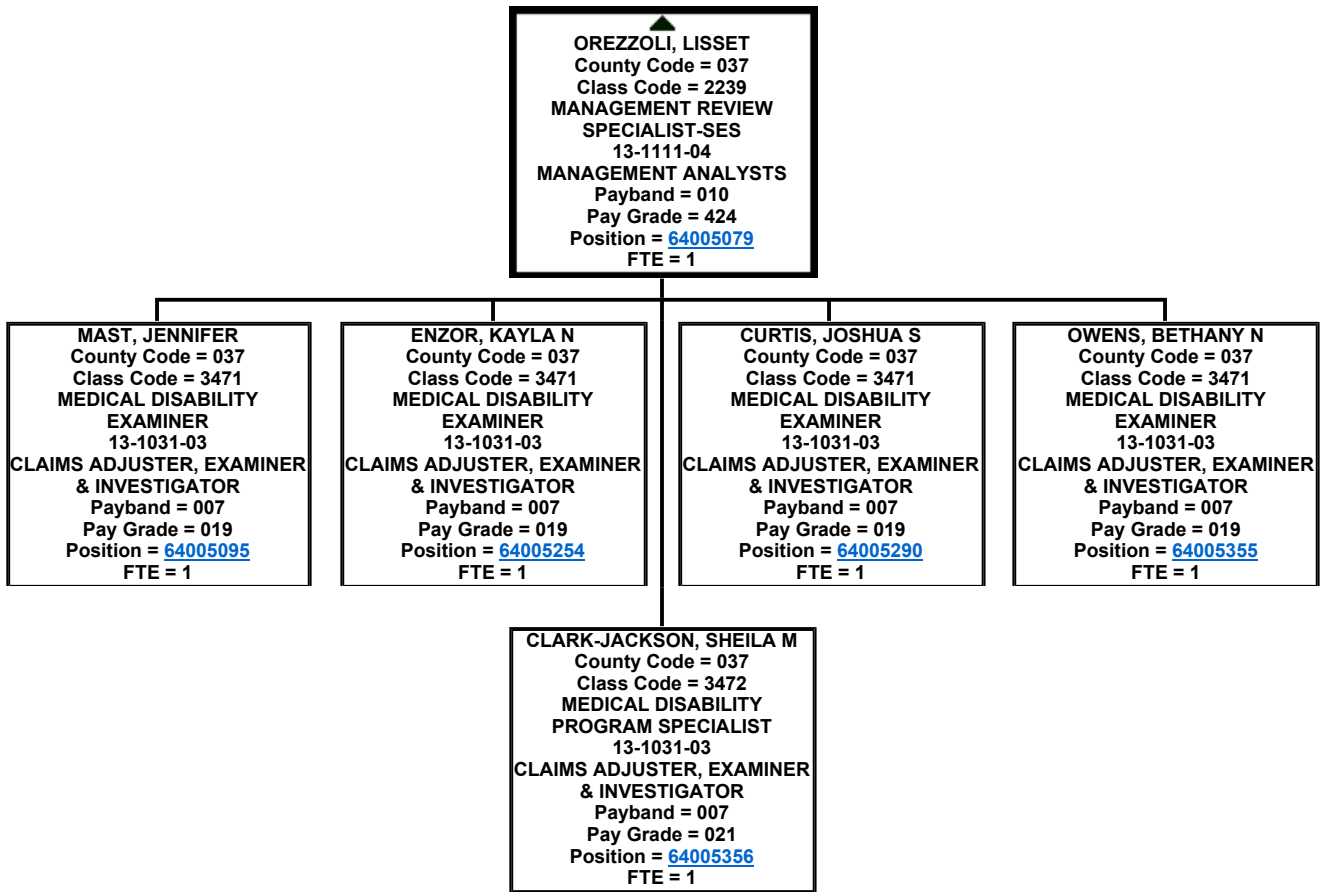 OREZZOLI, LISSET
County Code = 037
Class Code = 2239
MANAGEMENT REVIEW
SPECIALIST-SES
13-1111-04
MANAGEMENT ANALYSTS
Payband = 010
Pay Grade = 424
Position = 64005079
FTE = 1
MAST, JENNIFER
County Code = 037
Class Code = 3471
MEDICAL DISABILITY
EXAMINER
13-1031-03
CLAIMS ADJUSTER, EXAMINER
& INVESTIGATOR
Payband = 007
Pay Grade = 019
Position = 64005095
FTE = 1
ENZOR, KAYLA N
County Code = 037
Class Code = 3471
MEDICAL DISABILITY
EXAMINER
13-1031-03
CLAIMS ADJUSTER, EXAMINER
& INVESTIGATOR
Payband = 007
Pay Grade = 019
Position = 64005254
FTE = 1
CURTIS, JOSHUA S
County Code = 037
Class Code = 3471
MEDICAL DISABILITY
EXAMINER
13-1031-03
CLAIMS ADJUSTER, EXAMINER
& INVESTIGATOR
Payband = 007
Pay Grade = 019
Position = 64005290
FTE = 1
OWENS, BETHANY N
County Code = 037
Class Code = 3471
MEDICAL DISABILITY
EXAMINER
13-1031-03
CLAIMS ADJUSTER, EXAMINER
& INVESTIGATOR
Payband = 007
Pay Grade = 019
Position = 64005355
FTE = 1
CLARK-JACKSON, SHEILA M
County Code = 037
Class Code = 3472
MEDICAL DISABILITY
PROGRAM SPECIALIST
13-1031-03
CLAIMS ADJUSTER, EXAMINER
& INVESTIGATOR
Payband = 007
Pay Grade = 021
Position = 64005356
FTE = 1